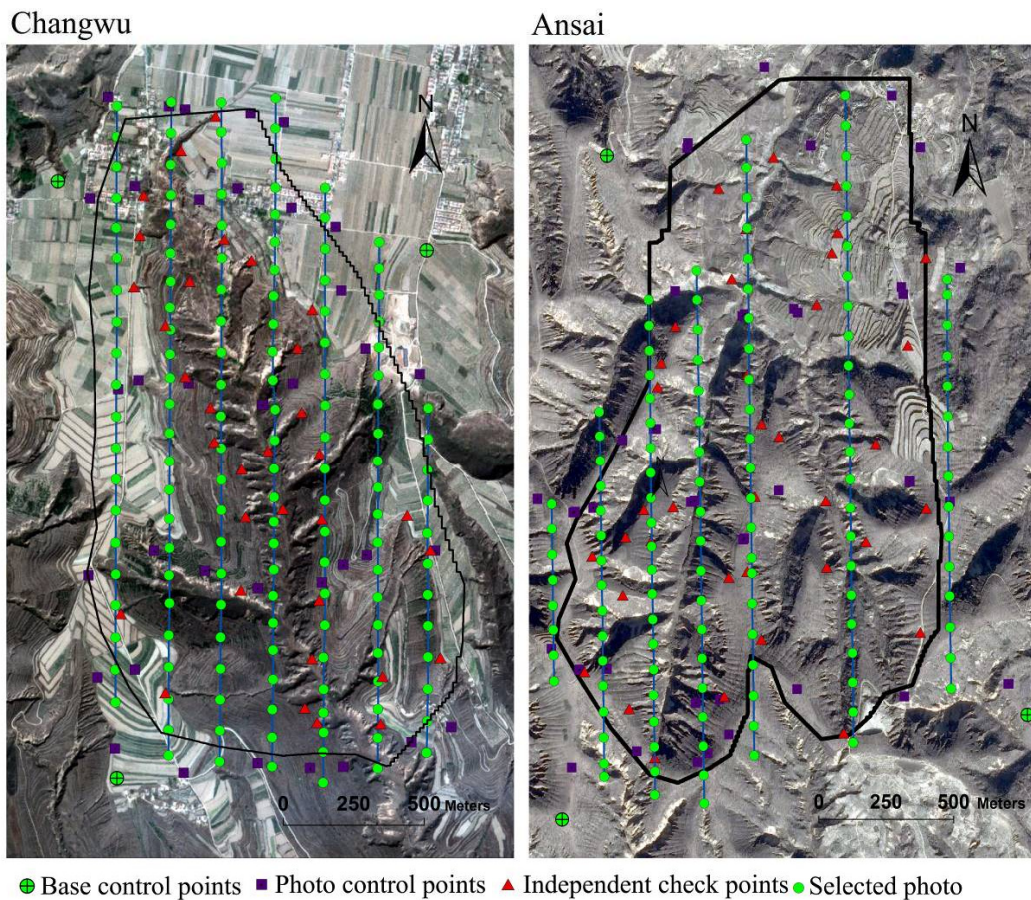 Changwu
Ansai
N
N
0 250 500 Meters
0 250 500 Meters
Base control points Photo control points Independent check points Selected photo